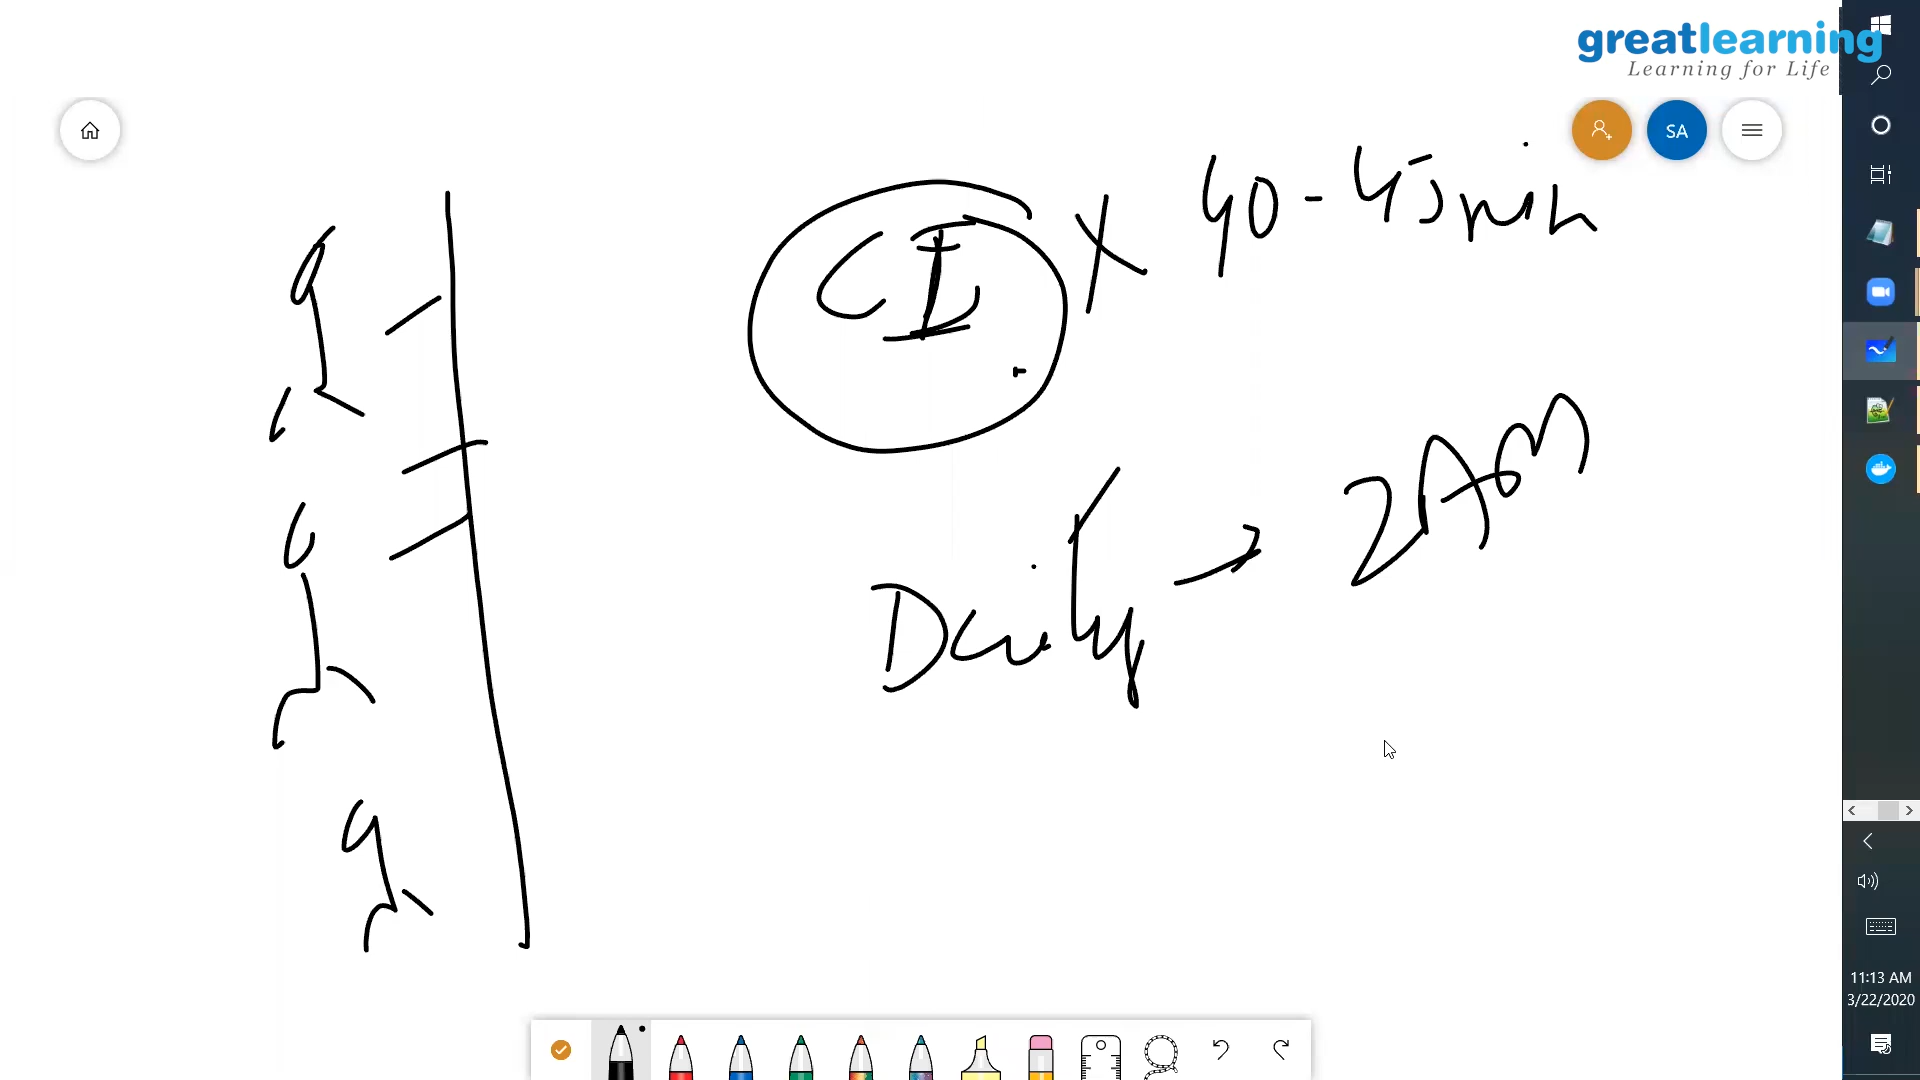 greatlearning
Learning for Life
SA
CI X 40 - 45 min
Daily → 2AM
11:13 AM
3/22/2020